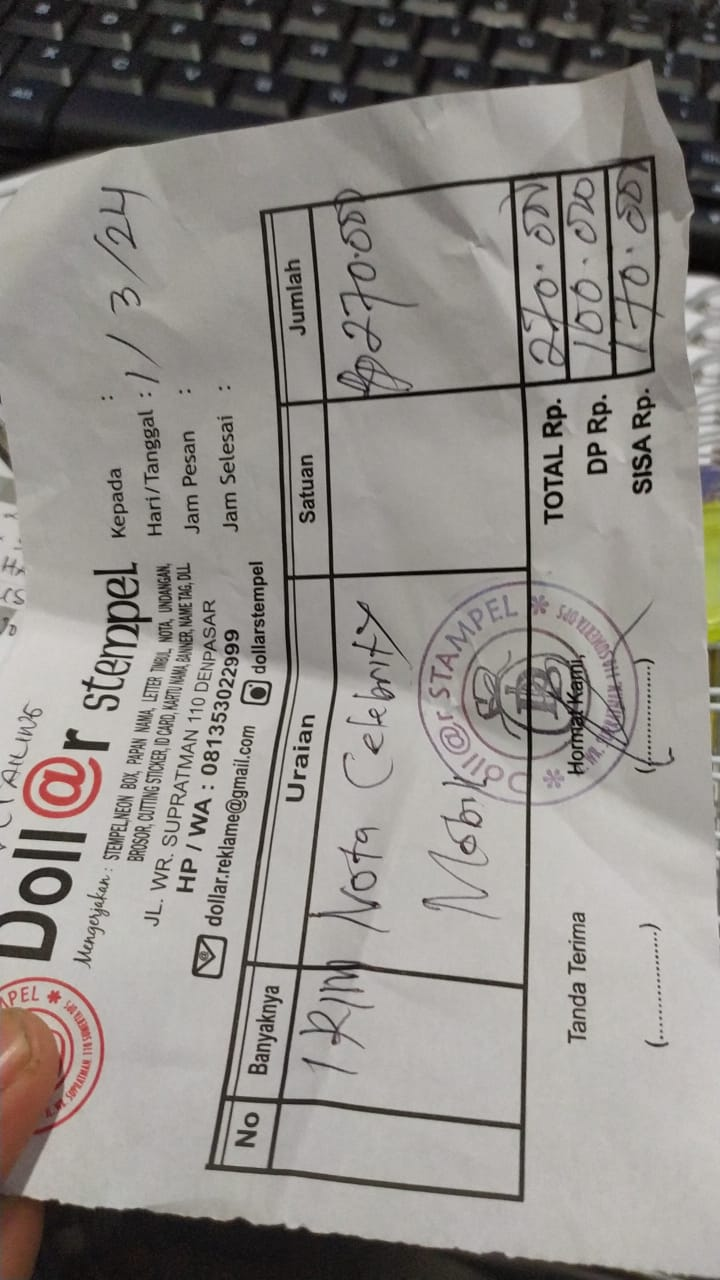 Doll@r stempel
Mengerjakan : STEMPEL,NEON BOX, PAPAN NAMA, LETTER TIMBUL, NOTA, UNDANGAN,
BROSOR, CUTTING STICKER, ID CARD, KARTU NAMA, BANNER, NAME TAG, DLL
JL. WR. SUPRATMAN 110 DENPASAR
HP / WA : 081353022999
dollar.reklame@gmail.com dollarstempel
Kepada :
Hari/Tanggal : 1/3/24
Jam Pesan :
Jam Selesai :
No Banyaknya Uraian Satuan Jumlah
1 RIM Nota Celebrity Rp 270.000
Mobil
TOTAL Rp. 270.000
DP Rp. 100.000
SISA Rp. 170.000
Tanda Terima Hormat Kami,
(...................) (...................)
Doll@r STAMPEL